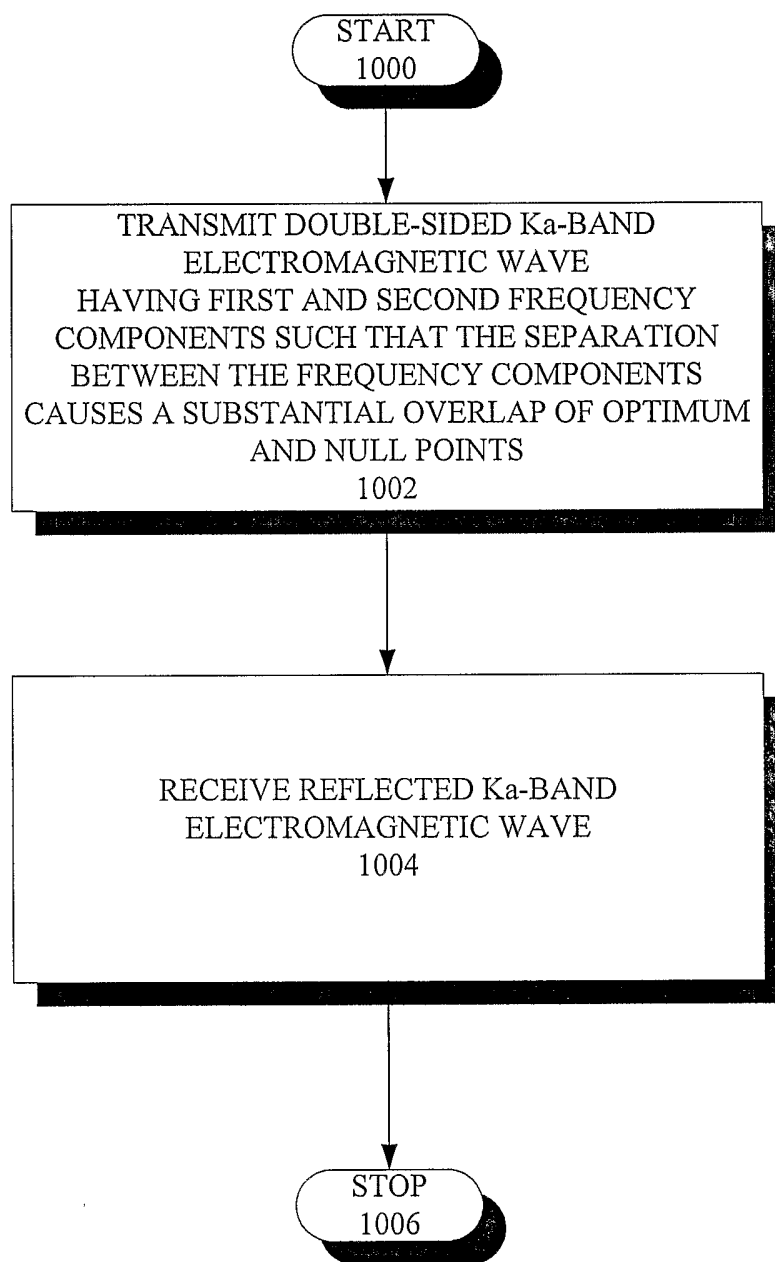 START
1000
TRANSMIT DOUBLE-SIDED Ka-BAND
ELECTROMAGNETIC WAVE
HAVING FIRST AND SECOND FREQUENCY
COMPONENTS SUCH THAT THE SEPARATION
BETWEEN THE FREQUENCY COMPONENTS
CAUSES A SUBSTANTIAL OVERLAP OF OPTIMUM
AND NULL POINTS
1002
RECEIVE REFLECTED Ka-BAND
ELECTROMAGNETIC WAVE
1004
STOP
1006